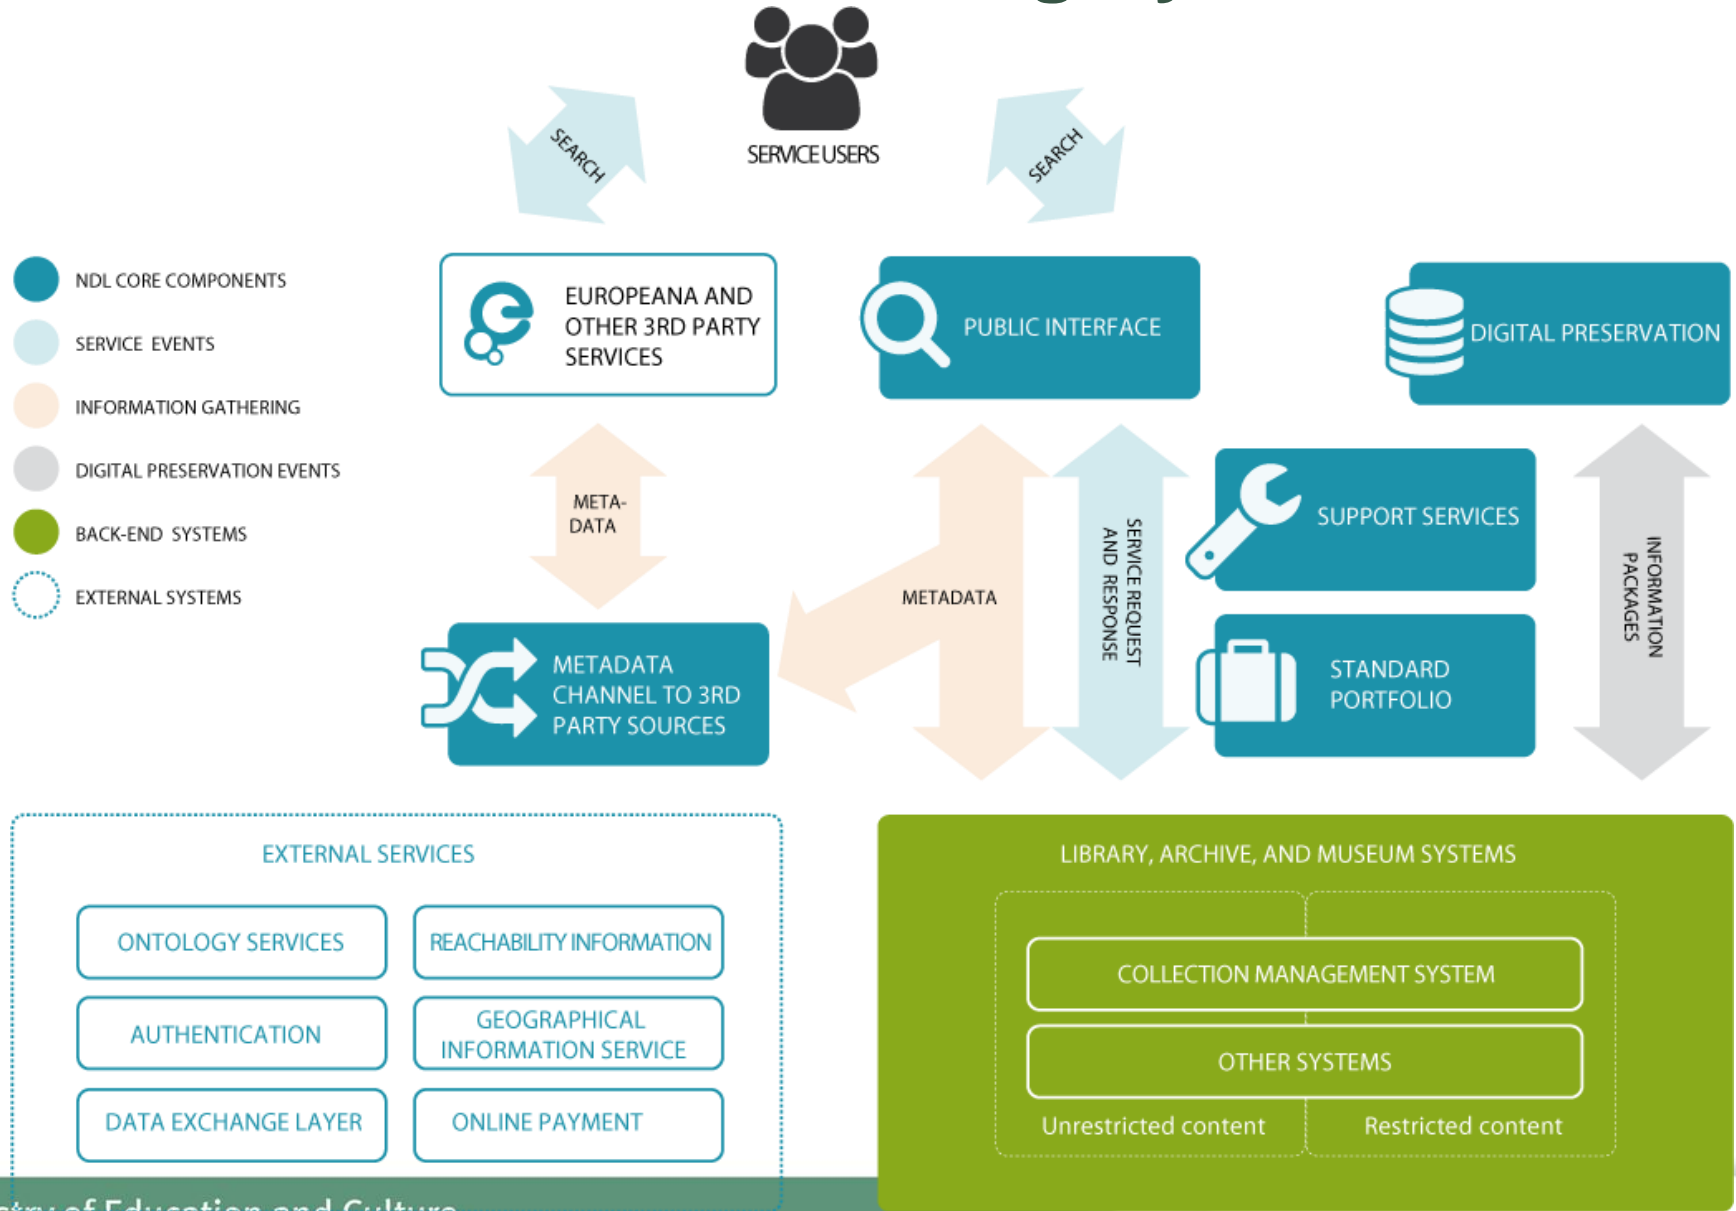 SERVICE USERS
SEARCH
SEARCH
NDL CORE COMPONENTS
SERVICE EVENTS
INFORMATION GATHERING
DIGITAL PRESERVATION EVENTS
BACK-END SYSTEMS
EXTERNAL SYSTEMS
EUROPEANA AND
OTHER 3RD PARTY
SERVICES
PUBLIC INTERFACE
DIGITAL PRESERVATION
META-
DATA
METADATA
SERVICE REQUEST
AND RESPONSE
SUPPORT SERVICES
STANDARD
PORTFOLIO
INFORMATION
PACKAGES
METADATA
CHANNEL TO 3RD
PARTY SOURCES
EXTERNAL SERVICES
ONTOLOGY SERVICES
REACHABILITY INFORMATION
AUTHENTICATION
GEOGRAPHICAL
INFORMATION SERVICE
DATA EXCHANGE LAYER
ONLINE PAYMENT
LIBRARY, ARCHIVE, AND MUSEUM SYSTEMS
COLLECTION MANAGEMENT SYSTEM
OTHER SYSTEMS
Unrestricted content
Restricted content
of Education and Culture